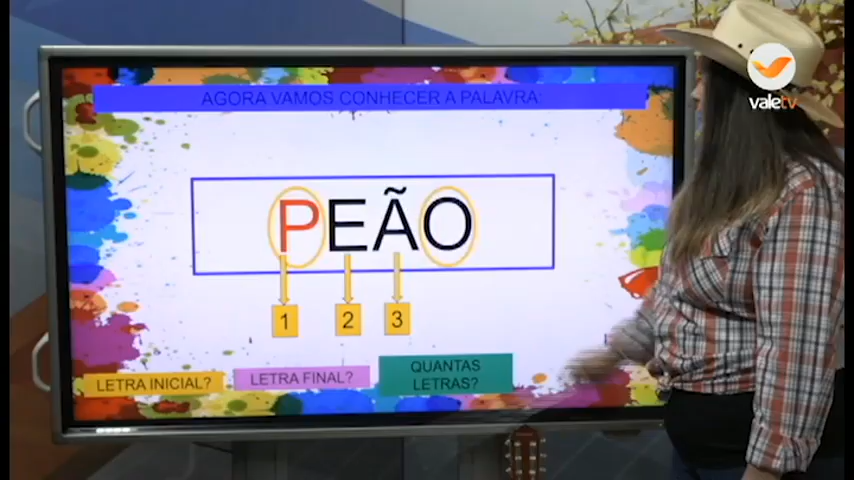 AGORA VAMOS CONHECER A PALAVRA:
PEÃO
1 2 3
LETRA INICIAL?
LETRA FINAL?
QUANTAS
LETRAS?
valetv